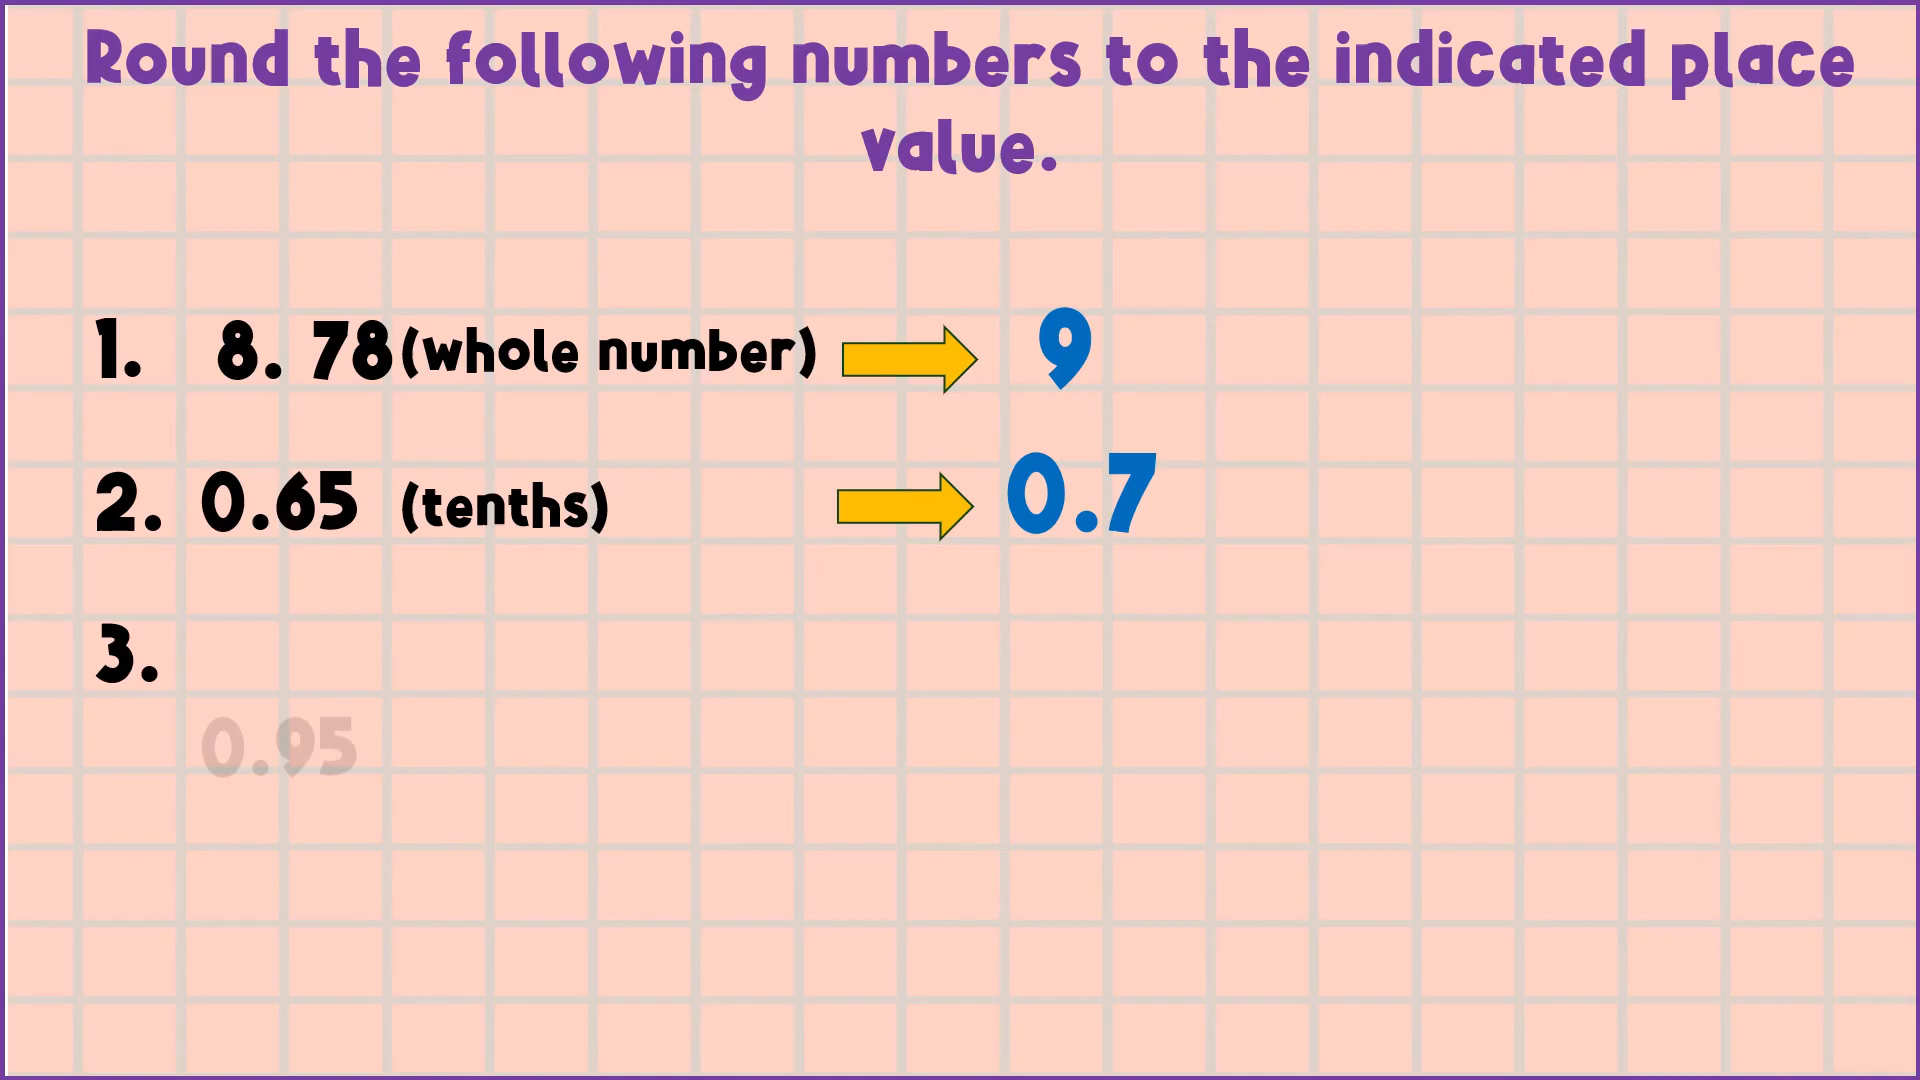 Round the following numbers to the indicated place
value.
1. 8. 78 (whole number) 9
2. 0.65 (tenths) 0.7
3.
0.95